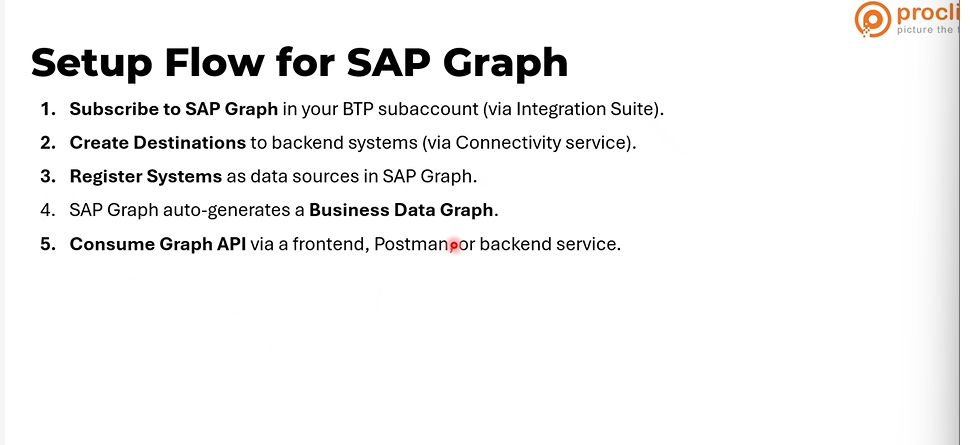 procli
picture the
Setup Flow for SAP Graph
1. Subscribe to SAP Graph in your BTP subaccount (via Integration Suite).
2. Create Destinations to backend systems (via Connectivity service).
3. Register Systems as data sources in SAP Graph.
4. SAP Graph auto-generates a Business Data Graph.
5. Consume Graph API via a frontend, Postman, or backend service.